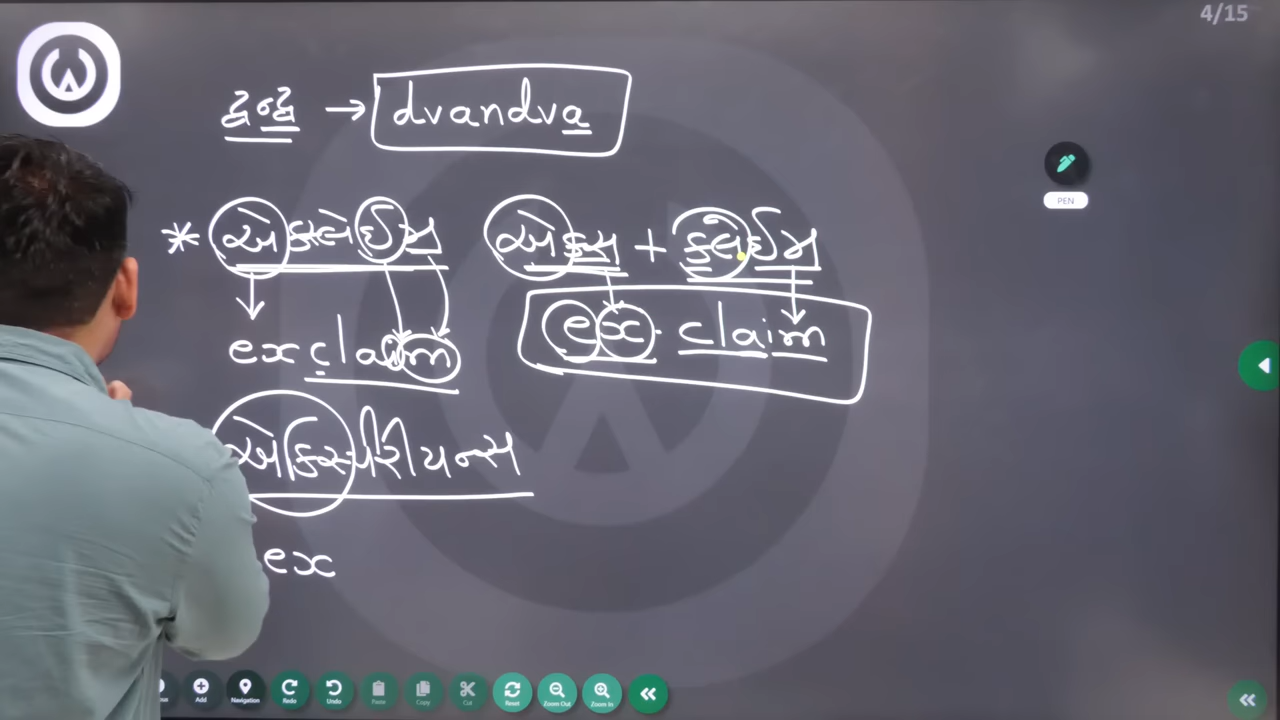 4/15
દ્વન્દ્વ → dvandva
PEN
* એક્સ્લેઈમ એક્સ + ક્લેઈમ
exclaim ex claim
એક્સપીરીયન્સ
ex
Add Navigation Redo Undo Paste Copy Cut Reset Zoom Out Zoom In